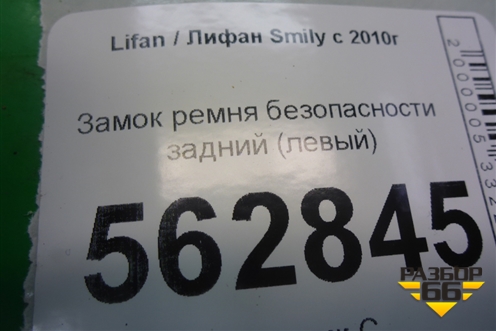 Lifan / Лифан Smily с 2010г
Замок ремня безопасности
задний (левый)
562845
РАЗБОР
66